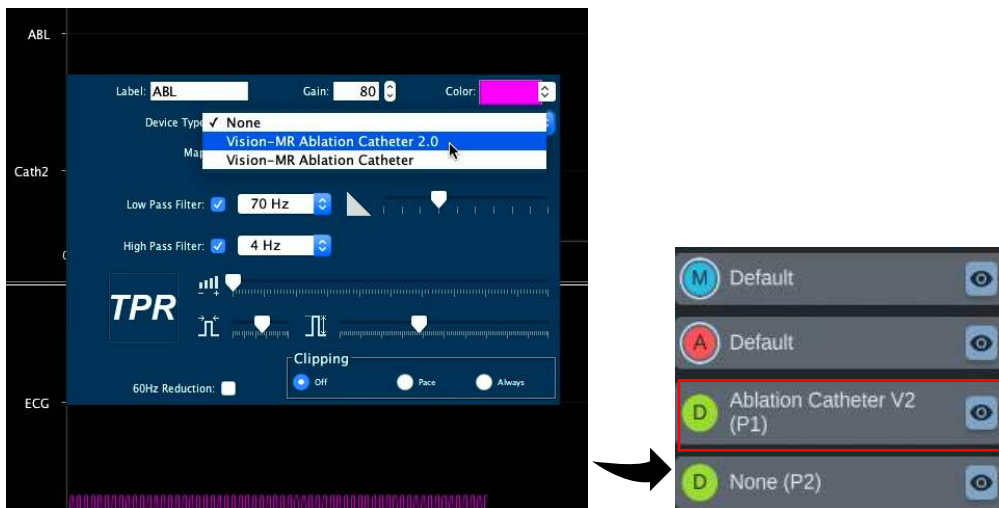 ABL
Label: ABL Gain: 80 Color:
Device Type ✓ None
Vision-MR Ablation Catheter 2.0
Map
Vision-MR Ablation Catheter
Cath2
Low Pass Filter: 70 Hz
High Pass Filter: 4 Hz
0
TPR
- +
Clipping
60Hz Reduction: Off Pace Always
ECG
M Default
A Default
D Ablation Catheter V2
(P1)
D None (P2)